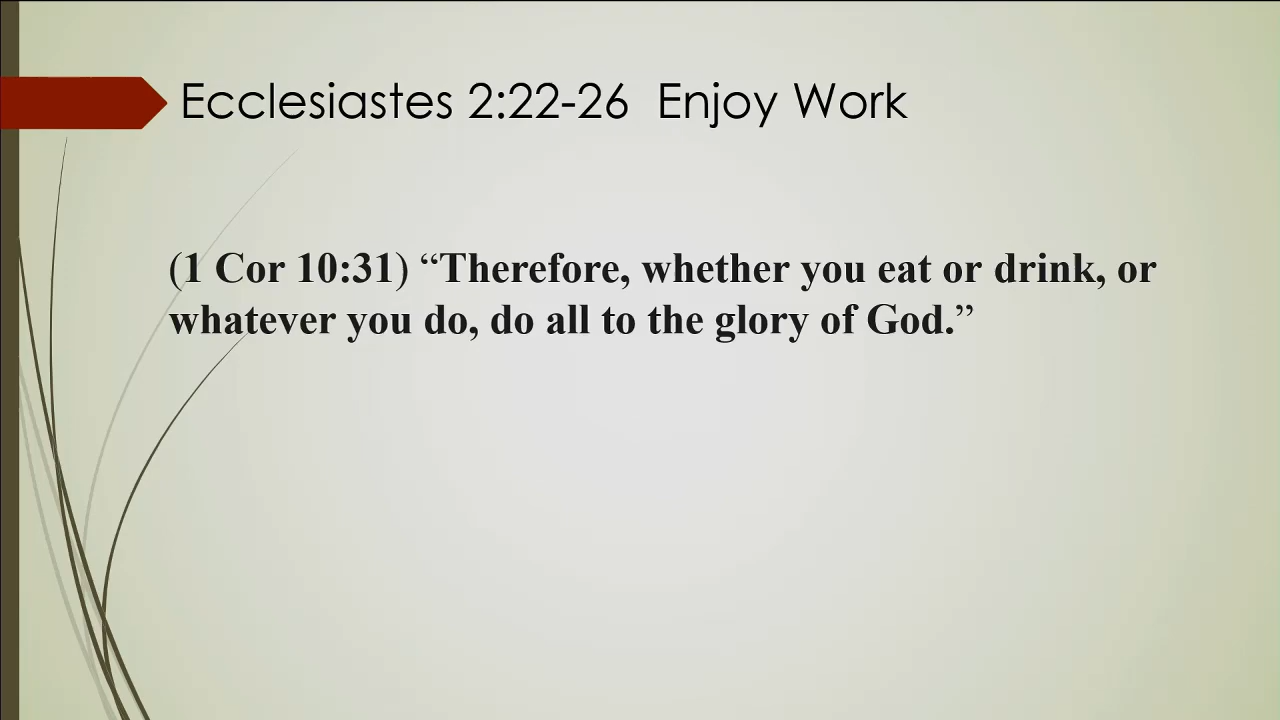 Ecclesiastes 2:22-26  Enjoy Work
(1 Cor 10:31) “Therefore, whether you eat or drink, or
whatever you do, do all to the glory of God.”